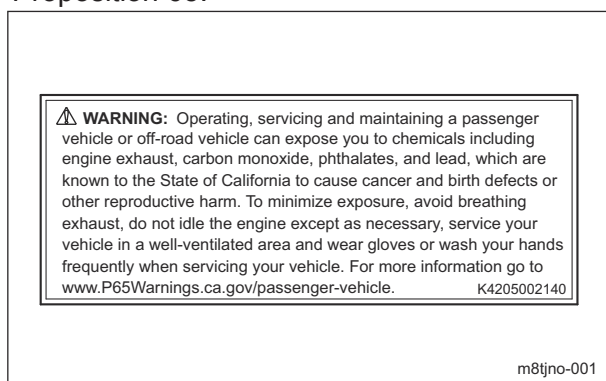 ⚠ WARNING: Operating, servicing and maintaining a passenger
vehicle or off-road vehicle can expose you to chemicals including
engine exhaust, carbon monoxide, phthalates, and lead, which are
known to the State of California to cause cancer and birth defects or
other reproductive harm. To minimize exposure, avoid breathing
exhaust, do not idle the engine except as necessary, service your
vehicle in a well-ventilated area and wear gloves or wash your hands
frequently when servicing your vehicle. For more information go to
www.P65Warnings.ca.gov/passenger-vehicle. K4205002140
m8tjno-001